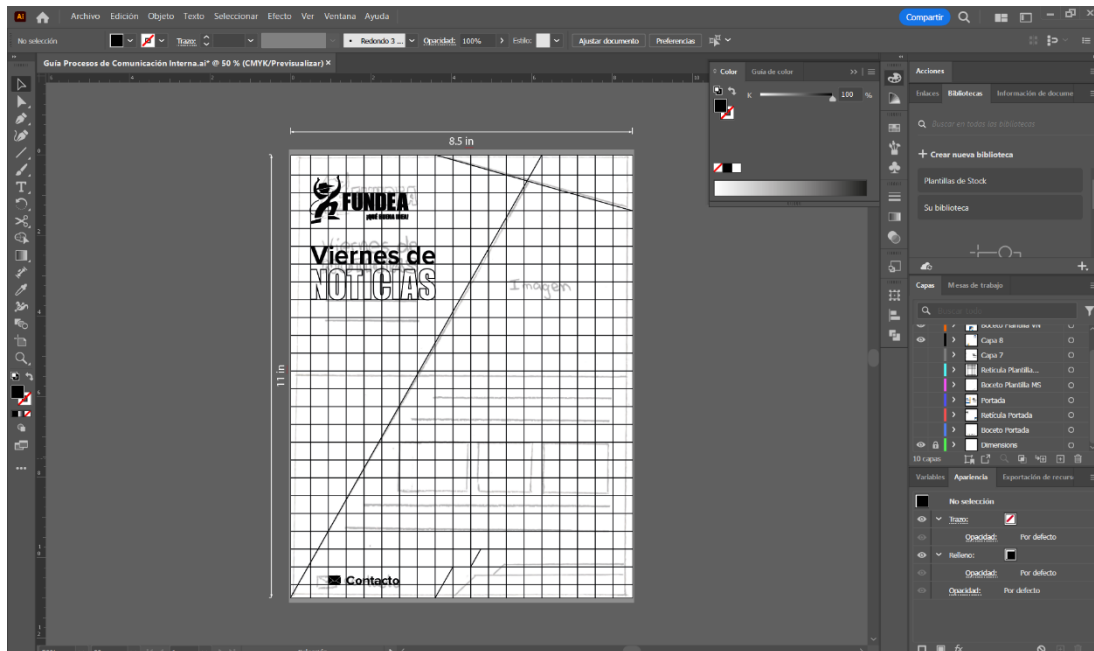 Ai Archivo Edición Objeto Texto Seleccionar Efecto Ver Ventana Ayuda Compartir
No selección Trazo: Redondo 3 ... Opacidad: 100% Estilo: Ajustar documento Preferencias
Guía Procesos de Comunicación Interna.ai* @ 50 % (CMYK/Previsualizar) ×
Color Guía de color
K 100 %
Acciones
Enlaces Bibliotecas Información de docume
Buscar en todas las bibliotecas
+ Crear nueva biblioteca
Plantillas de Stock
Su biblioteca
8.5 in
11 in
FUNDEA
¡QUÉ BUENA IDEA!
Viernes de
NOTICIAS
Imagen
Contacto
Capas Mesas de trabajo
Boceto Plantilla VN
Capa 8
Capa 7
Retícula Plantilla...
Boceto Plantilla MS
Portada
Retícula Portada
Boceto Portada
Dimensions
10 capas
Variables Apariencia Exportación de recurs
No selección
Trazo:
Opacidad: Por defecto
Relleno:
Opacidad: Por defecto
Opacidad: Por defecto